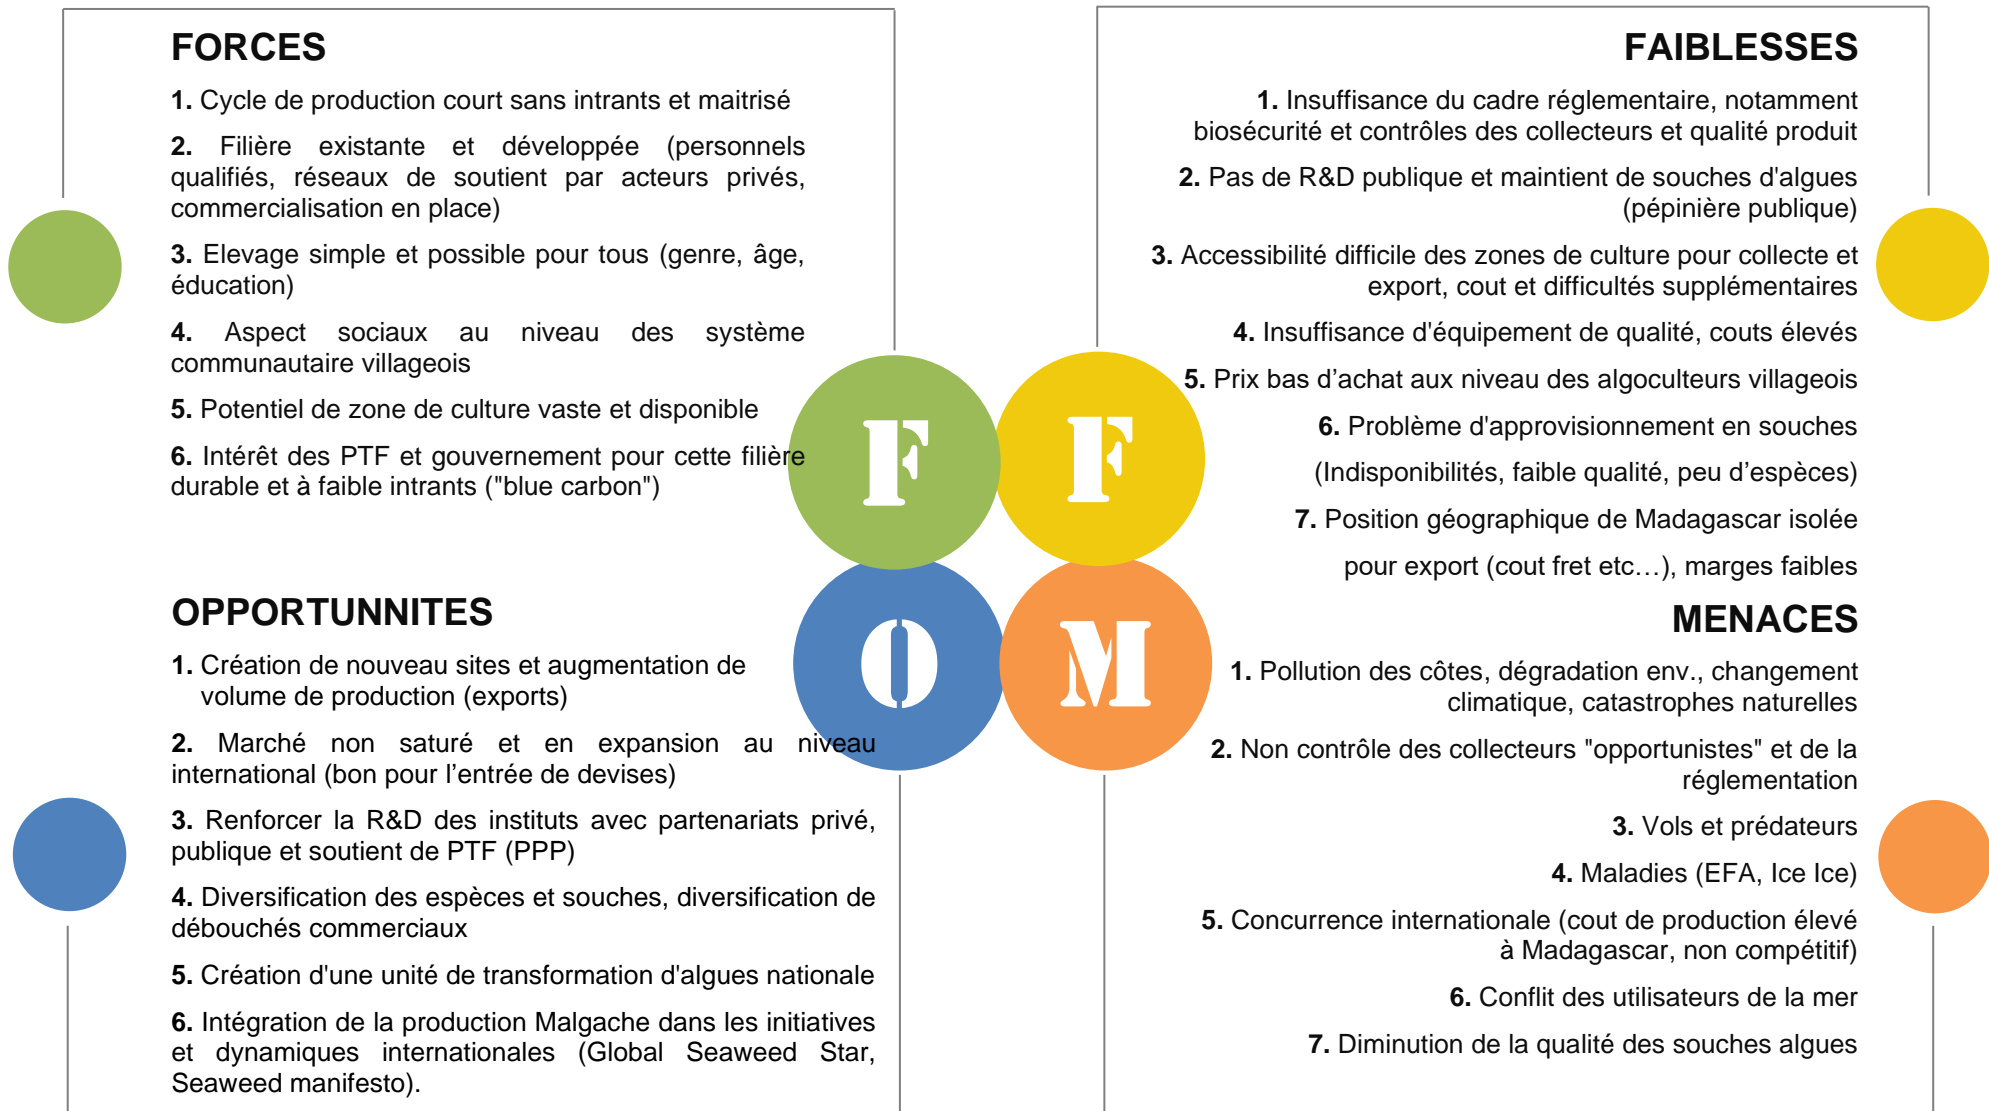 FORCES
1. Cycle de production court sans intrants et maitrisé
2. Filière existante et développée (personnels
qualifiés, réseaux de soutient par acteurs privés,
commercialisation en place)
3. Elevage simple et possible pour tous (genre, âge,
éducation)
4. Aspect sociaux au niveau des système
communautaire villageois
5. Potentiel de zone de culture vaste et disponible
6. Intérêt des PTF et gouvernement pour cette filière
durable et à faible intrants ("blue carbon")
FAIBLESSES
1. Insuffisance du cadre réglementaire, notamment
biosécurité et contrôles des collecteurs et qualité produit
2. Pas de R&D publique et maintient de souches d'algues
(pépinière publique)
3. Accessibilité difficile des zones de culture pour collecte et
export, cout et difficultés supplémentaires
4. Insuffisance d'équipement de qualité, couts élevés
5. Prix bas d’achat aux niveau des algoculteurs villageois
6. Problème d'approvisionnement en souches
(Indisponibilités, faible qualité, peu d’espèces)
7. Position géographique de Madagascar isolée
pour export (cout fret etc…), marges faibles
F
F
O
M
OPPORTUNNITES
1. Création de nouveau sites et augmentation de
volume de production (exports)
2. Marché non saturé et en expansion au niveau
international (bon pour l’entrée de devises)
3. Renforcer la R&D des instituts avec partenariats privé,
publique et soutient de PTF (PPP)
4. Diversification des espèces et souches, diversification de
débouchés commerciaux
5. Création d'une unité de transformation d'algues nationale
6. Intégration de la production Malgache dans les initiatives
et dynamiques internationales (Global Seaweed Star,
Seaweed manifesto).
MENACES
1. Pollution des côtes, dégradation env., changement
climatique, catastrophes naturelles
2. Non contrôle des collecteurs "opportunistes" et de la
réglementation
3. Vols et prédateurs
4. Maladies (EFA, Ice Ice)
5. Concurrence internationale (cout de production élevé
à Madagascar, non compétitif)
6. Conflit des utilisateurs de la mer
7. Diminution de la qualité des souches algues